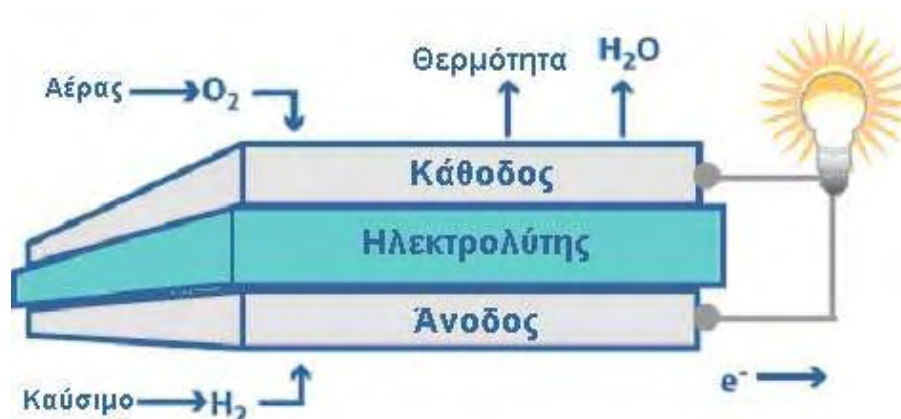 Αέρας
O₂
Θερμότητα
H₂O
Κάθοδος
Ηλεκτρολύτης
Άνοδος
Καύσιμο
H₂
e⁻